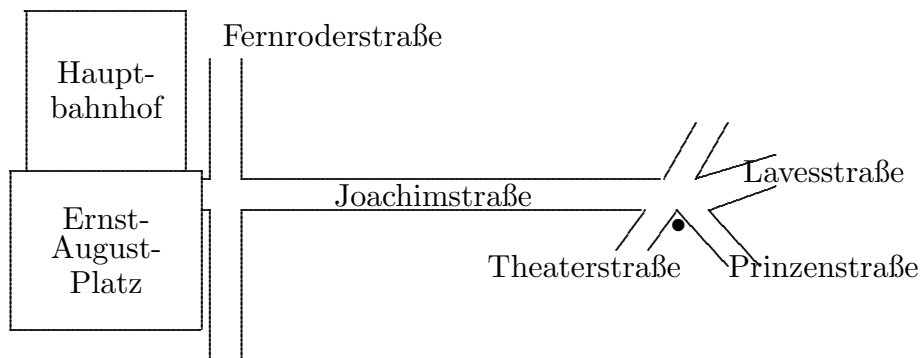 Fernroderstraße
Haupt-
bahnhof
Lavesstraße
Joachimstraße
Ernst-
August-
Platz
Theaterstraße
Prinzenstraße